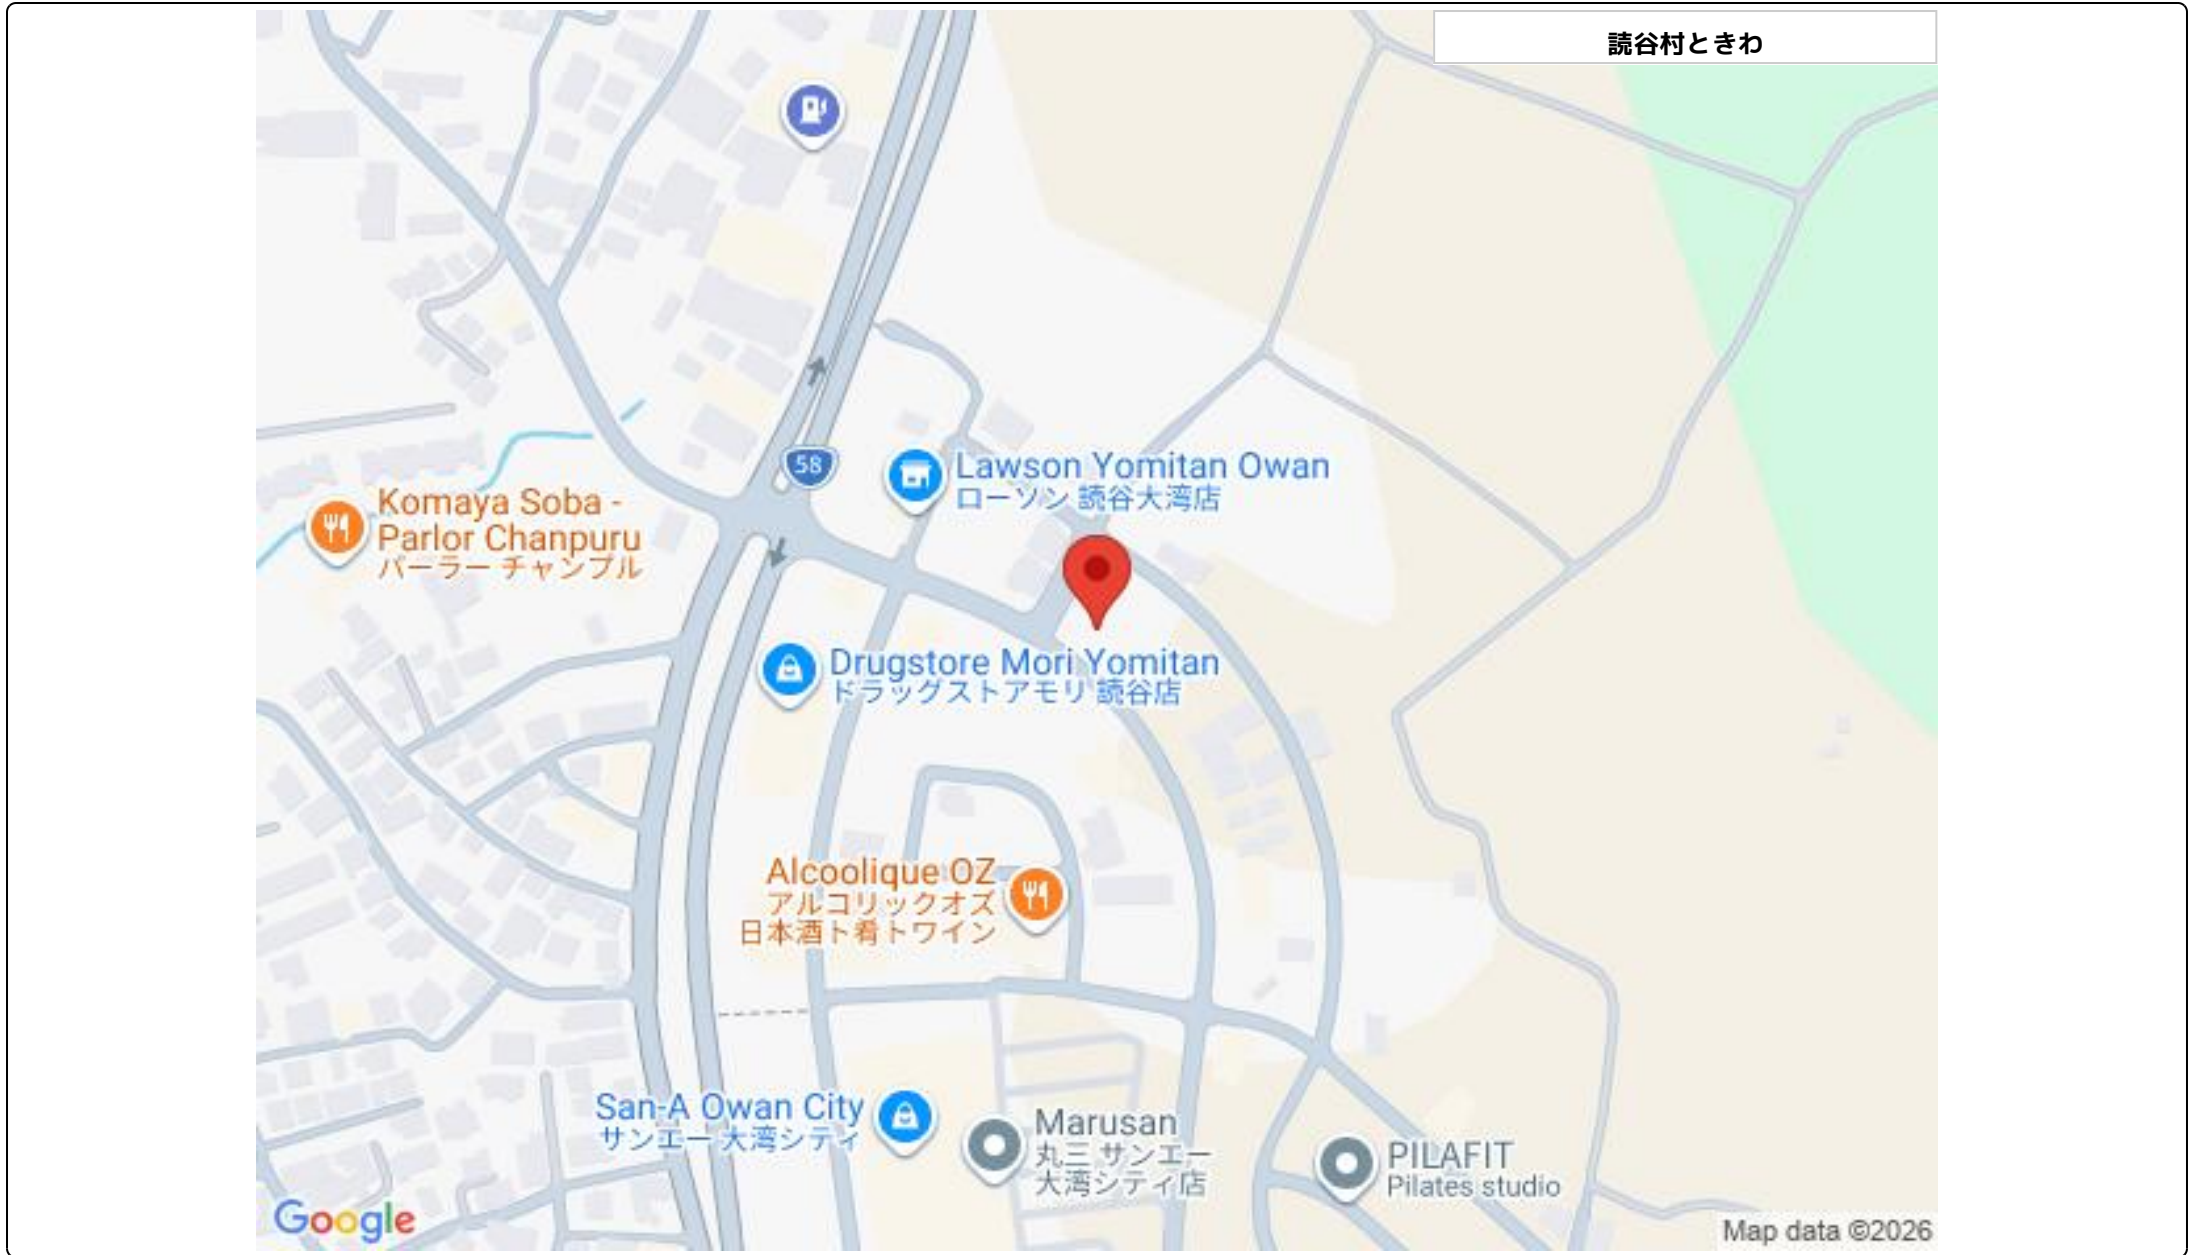 読谷村ときわ
58
Lawson Yomitan Owan
ローソン 読谷大湾店
Komaya Soba -
Parlor Chanpuru
パーラー チャンプル
Drugstore Mori Yomitan
ドラッグストアモリ 読谷店
Alcoolique OZ
アルコリックオズ
日本酒ト肴トワイン
San-A Owan City
サンエー 大湾シティ
Marusan
丸三 サンエー
大湾シティ店
PILAFIT
Pilates studio
Google
Map data ©2026